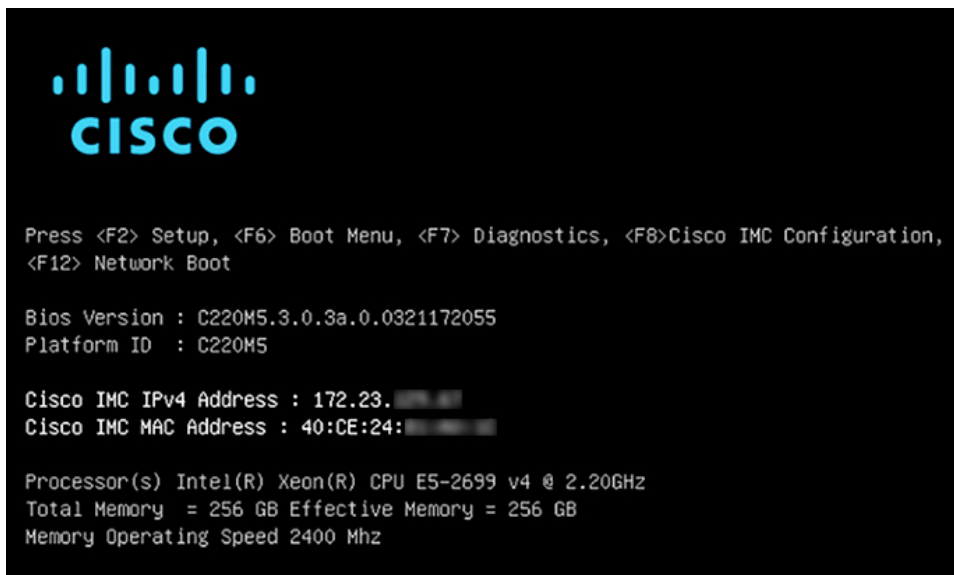 CISCO
Press <F2> Setup, <F6> Boot Menu, <F7> Diagnostics, <F8>Cisco IMC Configuration,
<F12> Network Boot
Bios Version : C220M5.3.0.3a.0.0321172055
Platform ID  : C220M5
Cisco IMC IPv4 Address : 172.23.
Cisco IMC MAC Address : 40:CE:24:
Processor(s) Intel(R) Xeon(R) CPU E5-2699 v4 @ 2.20GHz
Total Memory  = 256 GB Effective Memory = 256 GB
Memory Operating Speed 2400 Mhz